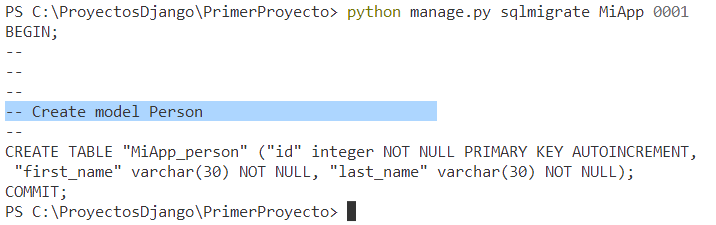 PS C:\ProyectosDjango\PrimerProyecto> python manage.py sqlmigrate MiApp 0001
BEGIN;
--
--
--
-- Create model Person
--
CREATE TABLE "MiApp_person" ("id" integer NOT NULL PRIMARY KEY AUTOINCREMENT,
 "first_name" varchar(30) NOT NULL, "last_name" varchar(30) NOT NULL);
COMMIT;
PS C:\ProyectosDjango\PrimerProyecto>